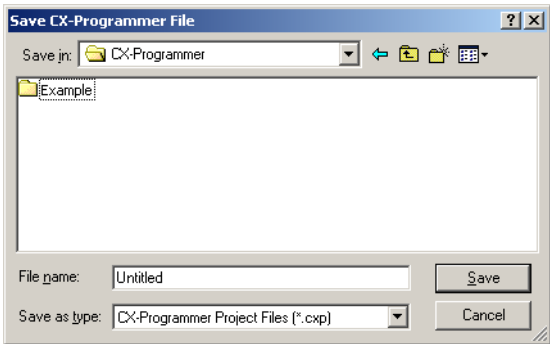 Save CX-Programmer File
Save in: CX-Programmer
Example
File name: Untitled Save
Save as type: CX-Programmer Project Files (*.cxp) Cancel